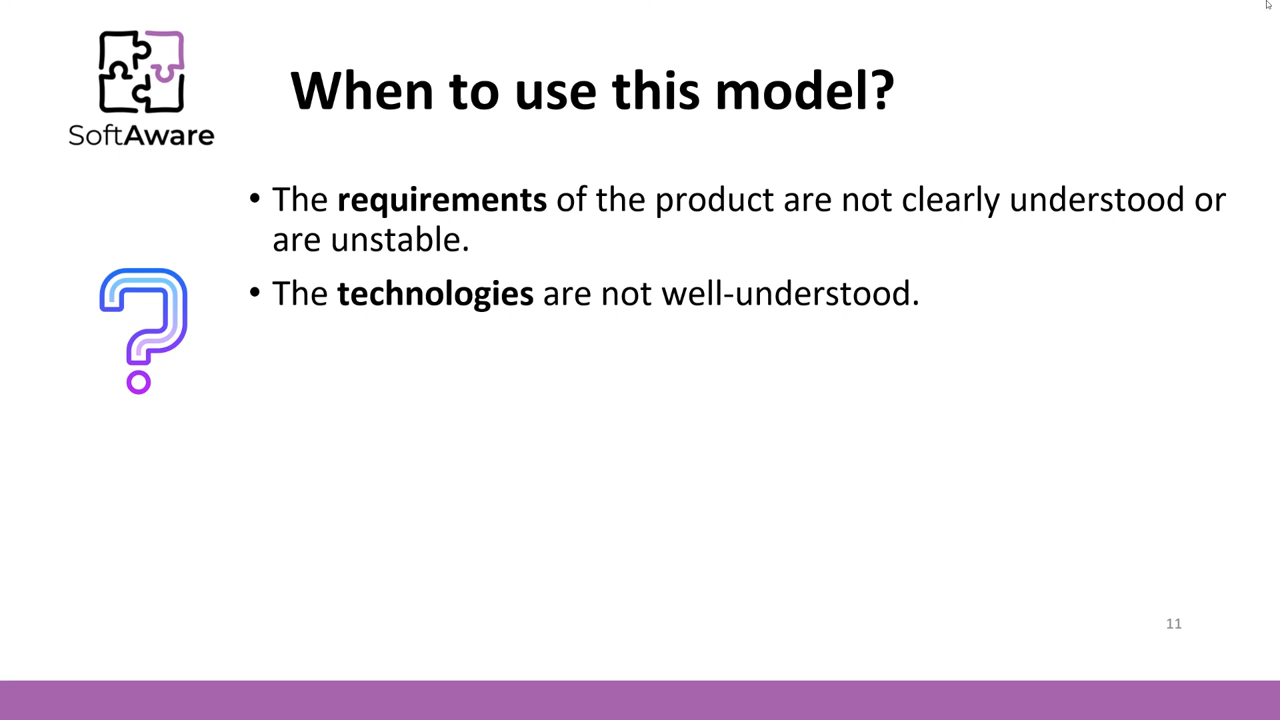 SoftAware
When to use this model?
• The requirements of the product are not clearly understood or
are unstable.
• The technologies are not well-understood.
11